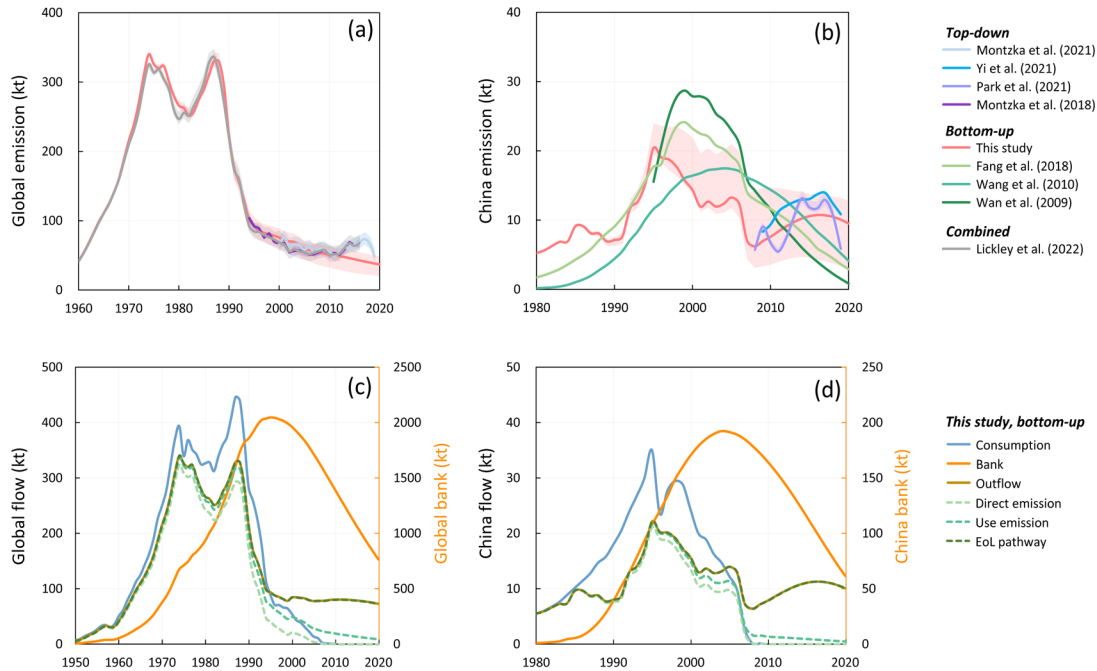 (a)
Global emission (kt)
400
300
200
100
0
1960
1970
1980
1990
2000
2010
2020
(b)
China emission (kt)
40
30
20
10
0
1980
1990
2000
2010
2020
Top-down
Montzka et al. (2021)
Yi et al. (2021)
Park et al. (2021)
Montzka et al. (2018)
Bottom-up
This study
Fang et al. (2018)
Wang et al. (2010)
Wan et al. (2009)
Combined
Lickley et al. (2022)
(c)
Global flow (kt)
500
400
300
200
100
0
1950
1960
1970
1980
1990
2000
2010
2020
2500
2000
1500
1000
500
0
Global bank (kt)
(d)
China flow (kt)
50
40
30
20
10
0
1980
1990
2000
2010
2020
250
200
150
100
50
0
China bank (kt)
This study, bottom-up
Consumption
Bank
Outflow
Direct emission
Use emission
EoL pathway